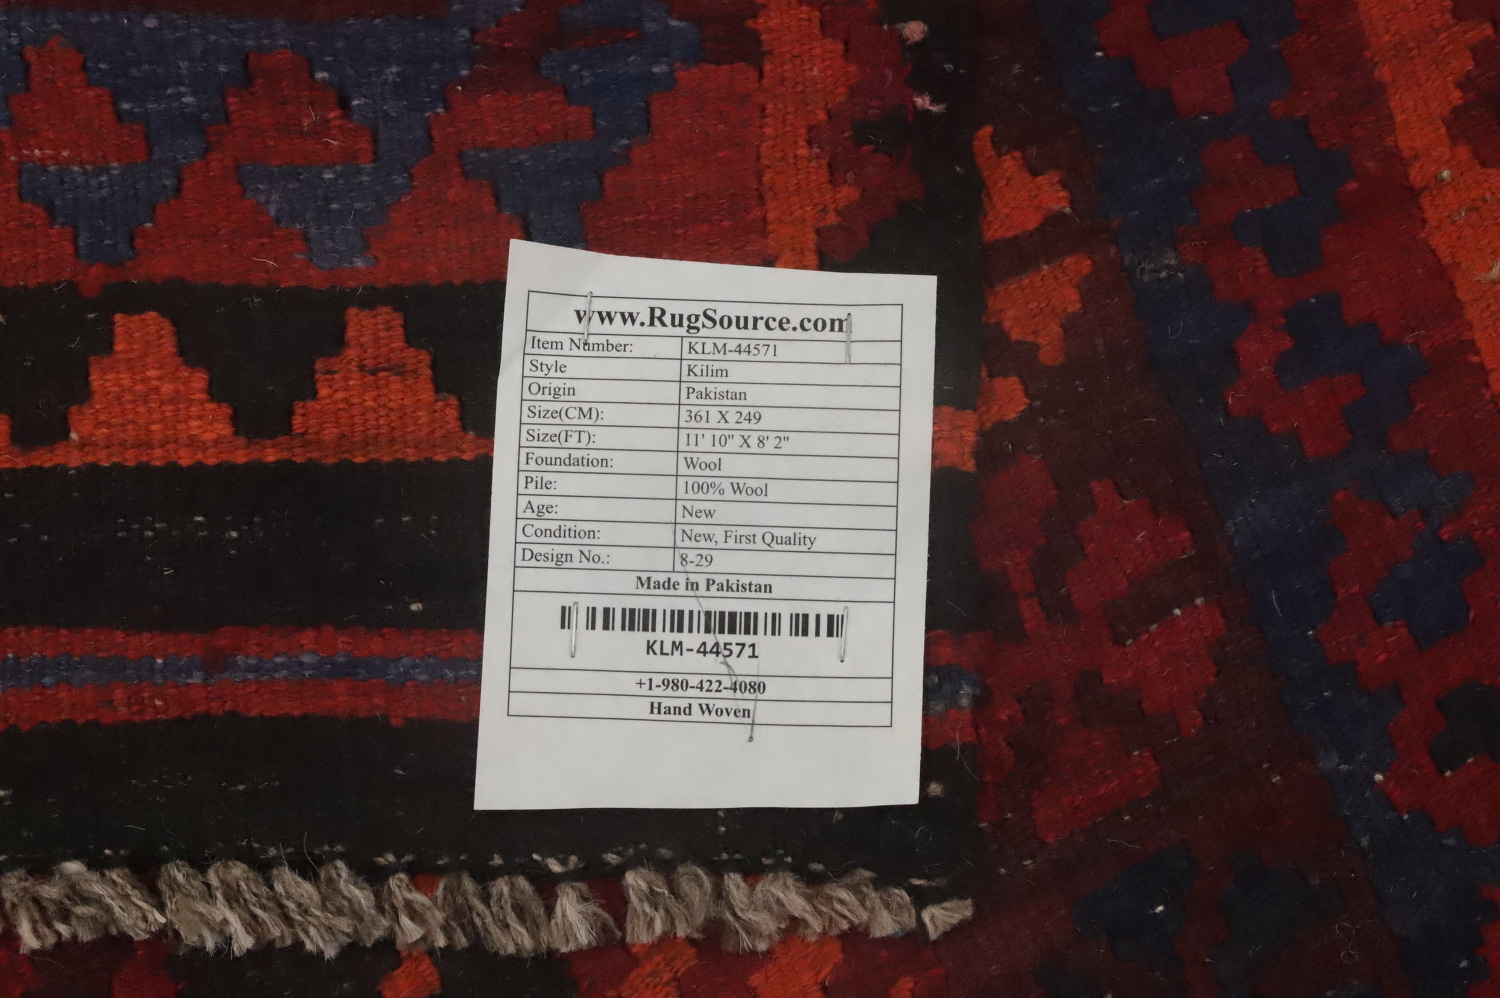 www.RugSource.com
Item Number: KLM-44571
Style Kilim
Origin Pakistan
Size(CM): 361 X 249
Size(FT): 11' 10" X 8' 2"
Foundation: Wool
Pile: 100% Wool
Age: New
Condition: New, First Quality
Design No.: 8-29
Made in Pakistan
KLM-44571
+1-980-422-4080
Hand Woven